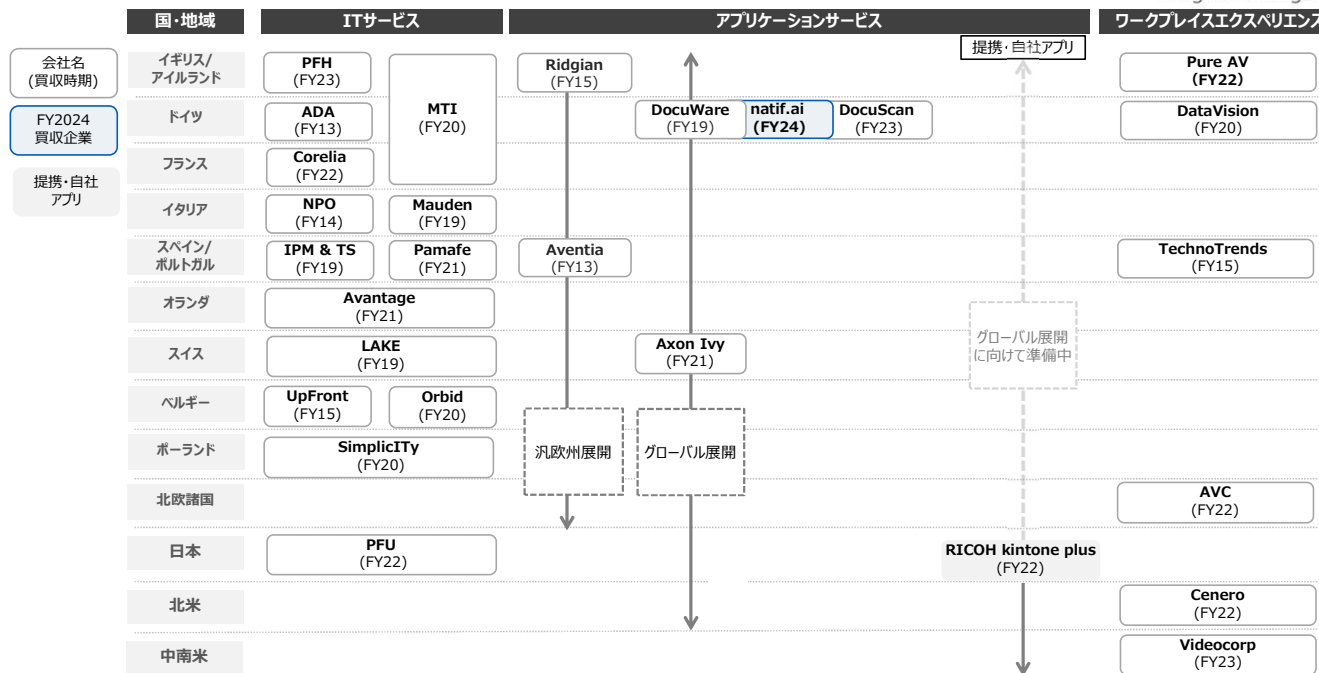 国・地域
ITサービス
アプリケーションサービス
ワークプレイスエクスペリエンス
会社名
(買収時期)
FY2024
買収企業
提携・自社
アプリ
提携・自社アプリ
イギリス/
アイルランド
PFH
(FY23)
MTI
(FY20)
Ridgian
(FY15)
Pure AV
(FY22)
ドイツ
ADA
(FY13)
DocuWare
(FY19)
natif.ai
(FY24)
DocuScan
(FY23)
DataVision
(FY20)
フランス
Corelia
(FY22)
イタリア
NPO
(FY14)
Mauden
(FY19)
スペイン/
ポルトガル
IPM & TS
(FY19)
Pamafe
(FY21)
Aventia
(FY13)
TechnoTrends
(FY15)
オランダ
Avantage
(FY21)
スイス
LAKE
(FY19)
Axon Ivy
(FY21)
グローバル展開
に向けて準備中
ベルギー
UpFront
(FY15)
Orbid
(FY20)
ポーランド
SimplicITy
(FY20)
汎欧州展開
グローバル展開
北欧諸国
AVC
(FY22)
日本
PFU
(FY22)
RICOH kintone plus
(FY22)
北米
Cenero
(FY22)
中南米
Videocorp
(FY23)